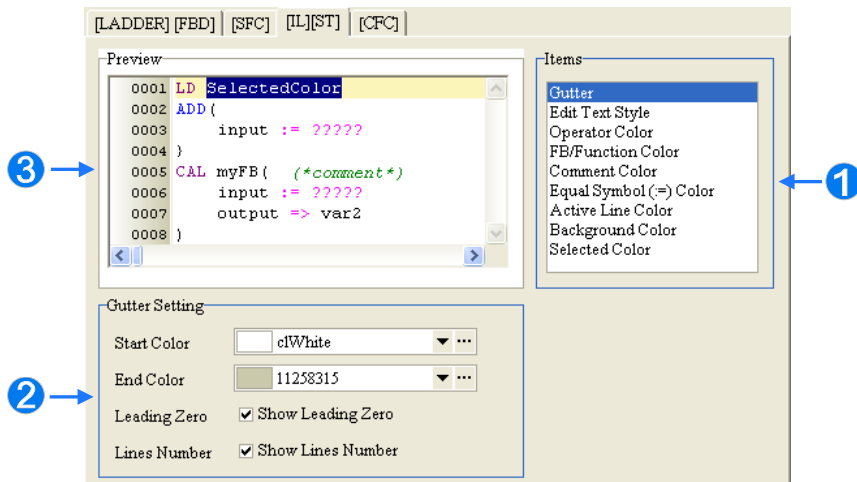 [LADDER] [FBD] [SFC] [IL][ST] [CFC]
Preview
0001 LD SelectedColor
0002 ADD(
0003 input := ?????
0004 )
0005 CAL myFB( (*comment*)
0006 input := ?????
0007 output => var2
0008 )
3
Items
Gutter
Edit Text Style
Operator Color
FB/Function Color
Comment Color
Equal Symbol (:=) Color
Active Line Color
Background Color
Selected Color
1
Gutter Setting
Start Color clWhite
End Color 11258315
Leading Zero Show Leading Zero
Lines Number Show Lines Number
2